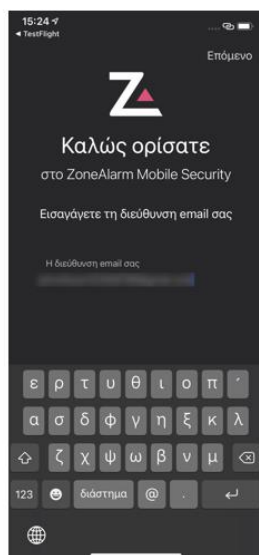 15:24
◀ TestFlight
Επόμενο
Z
Καλώς ορίσατε
στο ZoneAlarm Mobile Security
Εισαγάγετε τη διεύθυνση email σας
Η διεύθυνση email σας
ε ρ τ υ θ ι ο π ΄
α σ δ φ γ η ξ κ λ
ζ χ ψ ω β ν μ
123 διάστημα @ .